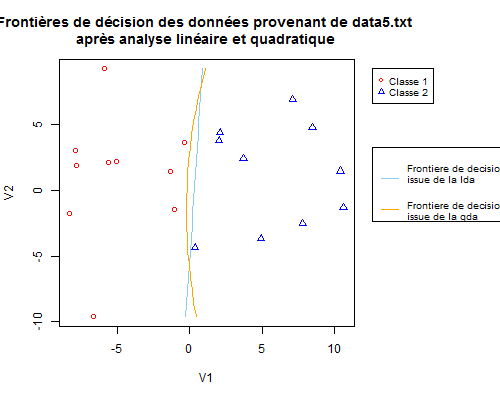 Frontières de décision des données provenant de data5.txt
après analyse linéaire et quadratique
Classe 1
Classe 2
Frontiere de decision
issue de la lda
Frontiere de decision
issue de la qda
V2
5
0
-5
-10
-5
0
5
10
V1